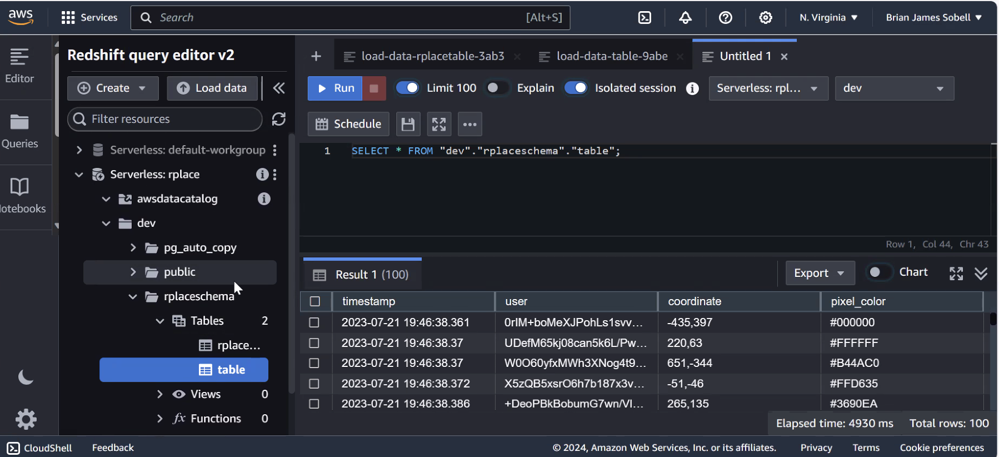 aws Services Search [Alt+S] N. Virginia Brian James Sobell
Editor
Queries
otebooks
Redshift query editor v2
Create Load data
Filter resources
Serverless: default-workgroup
Serverless: rplace
awsdatacatalog
dev
pg_auto_copy
public
rplaceschema
Tables 2
rplace...
table
Views 0
fx Functions 0
load-data-rplacetable-3ab3 load-data-table-9abe Untitled 1
Run Limit 100 Explain Isolated session Serverless: rpl... dev
Schedule
1 SELECT * FROM "dev"."rplaceschema"."table";
Row 1, Col 44, Chr 43
Result 1 (100) Export Chart
timestamp user coordinate pixel_color
2023-07-21 19:46:38.361 0rlM+boMeXJPohLs1svv... -435,397 #000000
2023-07-21 19:46:38.37 UDefM65kj08can5k6L/Pw... 220,63 #FFFFFF
2023-07-21 19:46:38.37 W0O60yfxMWh3XNog4t9... 651,-344 #B44AC0
2023-07-21 19:46:38.372 X5zQB5xsrO6h7b187x3v... -51,-46 #FFD635
2023-07-21 19:46:38.386 +DeoPBkBobumG7wn/VI... 265,135 #3690EA
Elapsed time: 4930 ms Total rows: 100
CloudShell Feedback © 2024, Amazon Web Services, Inc. or its affiliates. Privacy Terms Cookie preferences